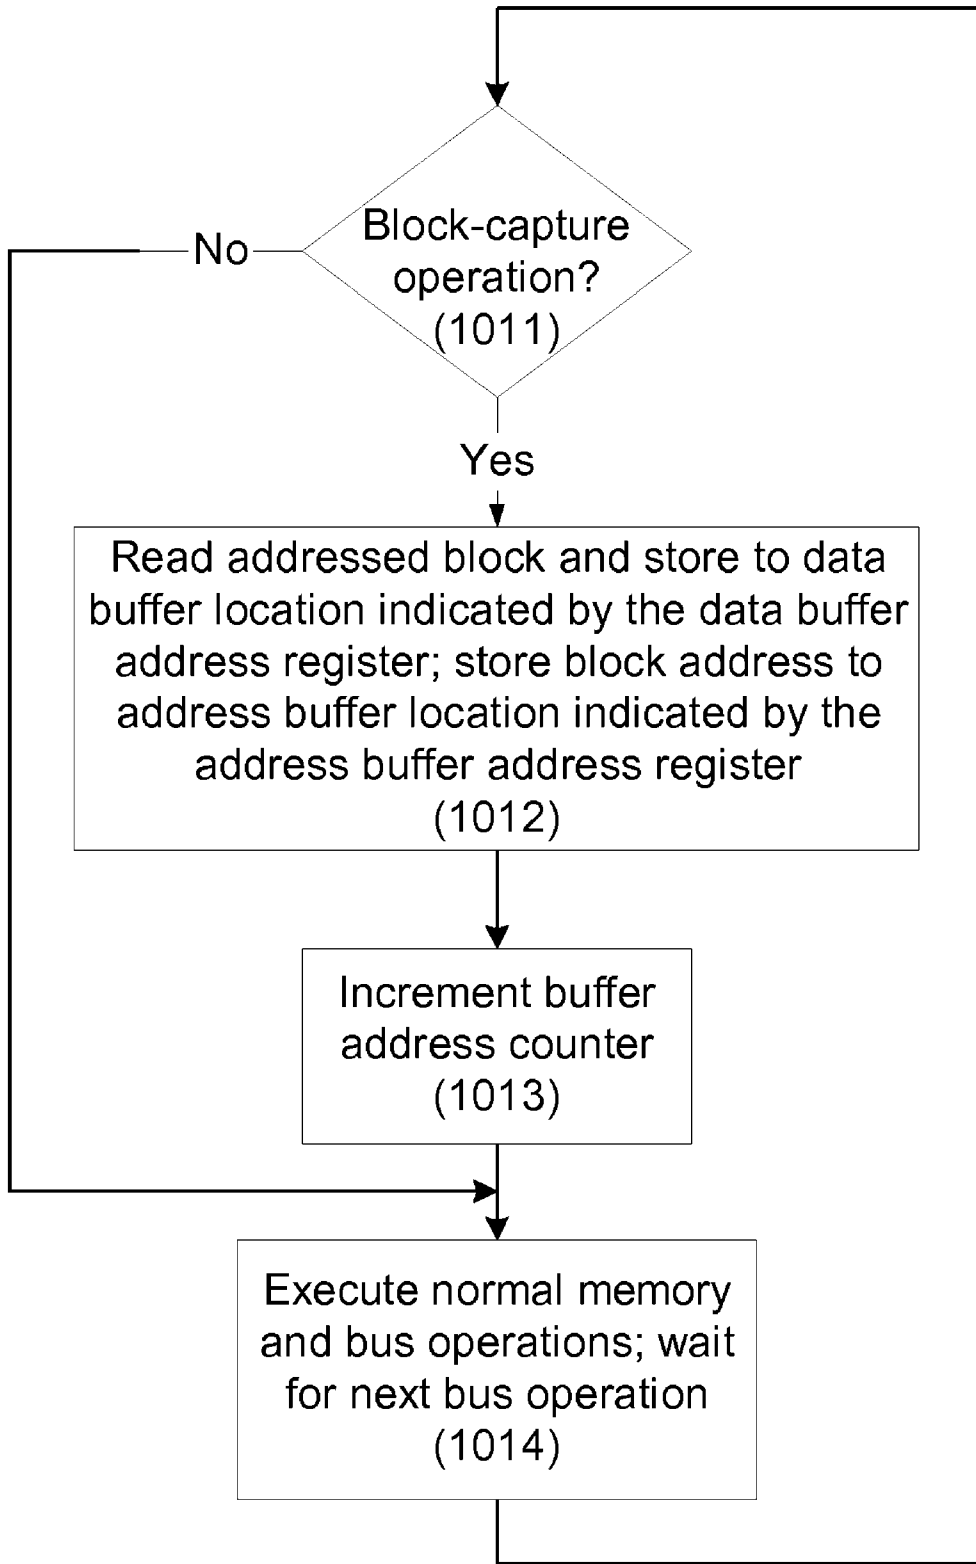 Block-capture
operation?
(1011)
No
Yes
Read addressed block and store to data
buffer location indicated by the data buffer
address register; store block address to
address buffer location indicated by the
address buffer address register
(1012)
Increment buffer
address counter
(1013)
Execute normal memory
and bus operations; wait
for next bus operation
(1014)